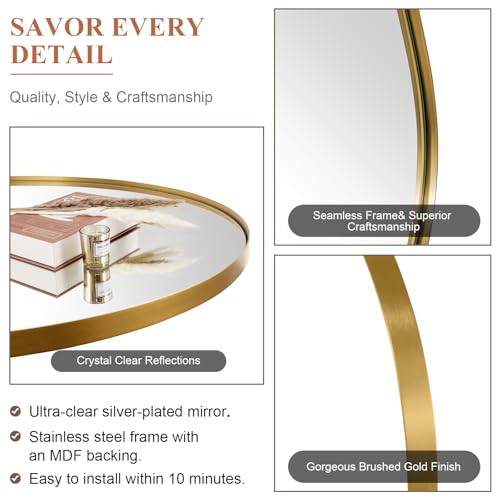 SAVOR EVERY
DETAIL
Quality, Style & Craftsmanship
Seamless Frame& Superior
Craftsmanship
Crystal Clear Reflections
Ultra-clear silver-plated mirror.
Stainless steel frame with
an MDF backing.
Easy to install within 10 minutes.
Gorgeous Brushed Gold Finish